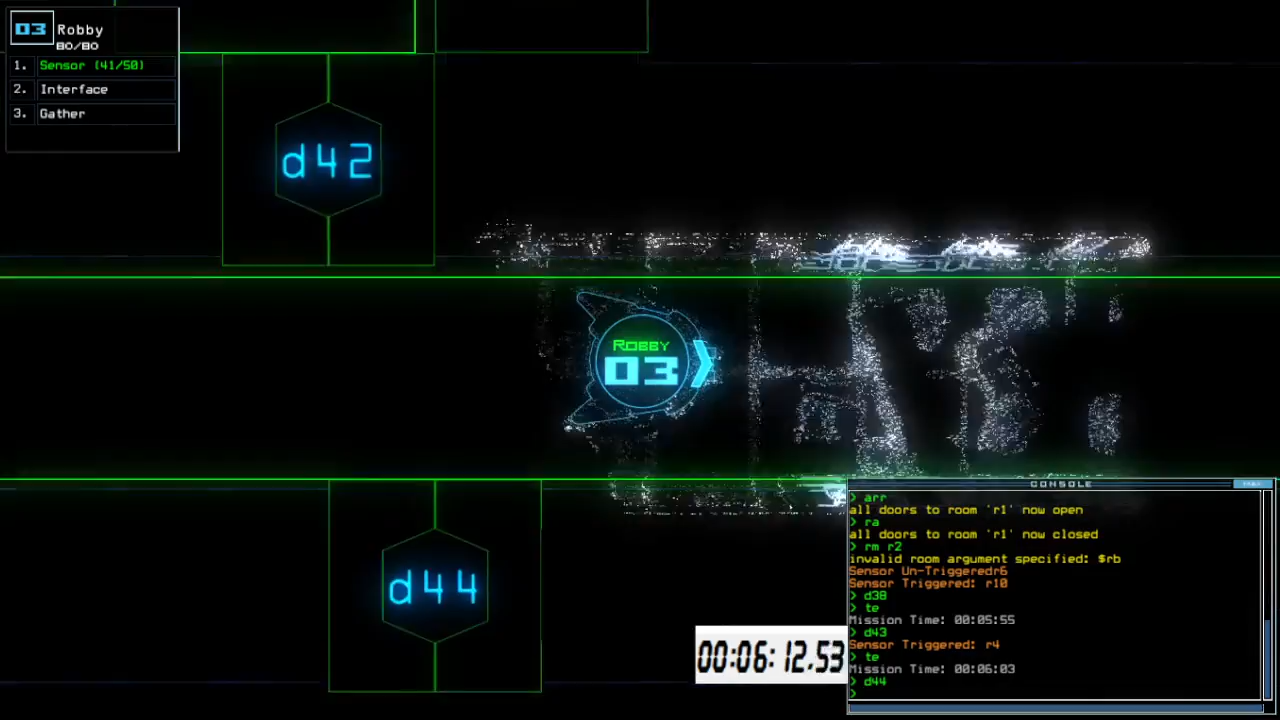 03 Robby
80/80
1. Sensor (41/50)
2. Interface
3. Gather
d42
Robby
03
d44
00:06:12.53
CONSOLE
> arr
all doors to room 'r1' now open
> ra
all doors to room 'r1' now closed
> rm r2
invalid room argument specified: $rb
Sensor Un-Triggeredr6
Sensor Triggered: r10
> d38
> te
Mission Time: 00:05:55
> d43
Sensor Triggered: r4
> te
Mission Time: 00:06:03
> d44
>